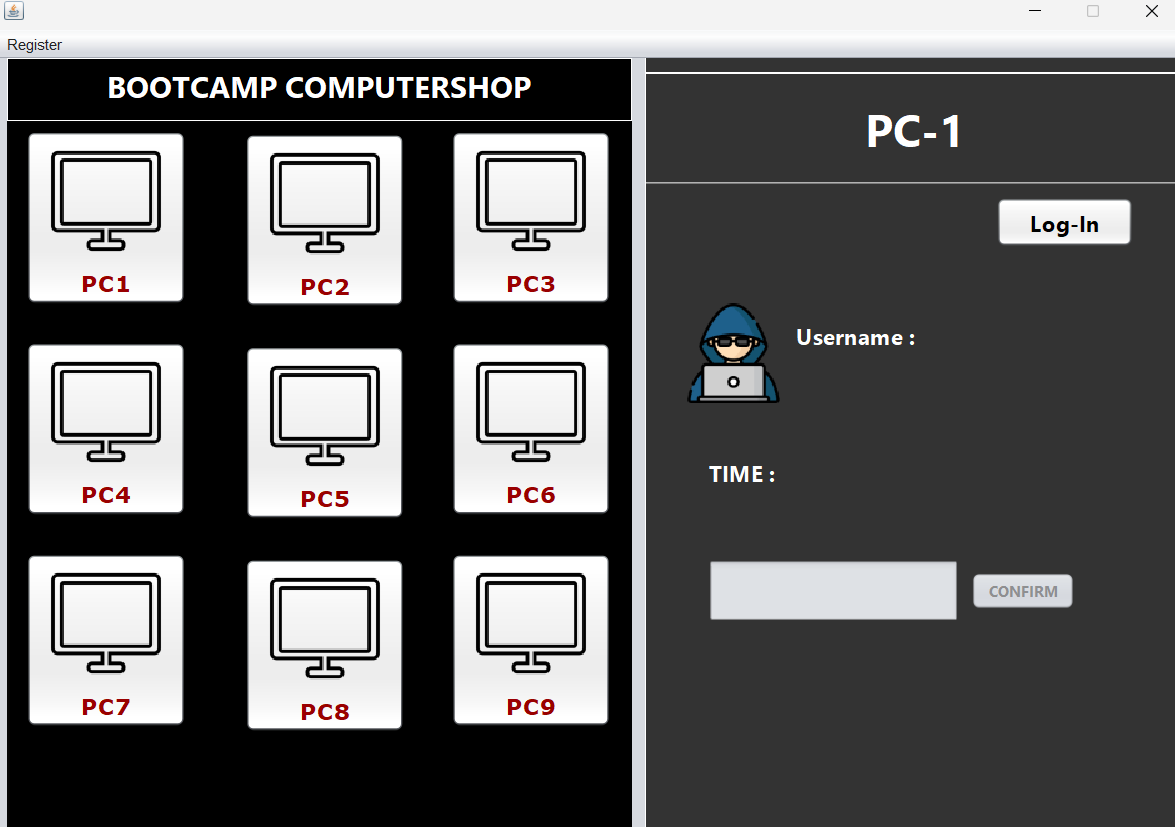 Register
BOOTCAMP COMPUTERSHOP
PC1
PC2
PC3
PC4
PC5
PC6
PC7
PC8
PC9
PC-1
Log-In
Username :
TIME :
CONFIRM